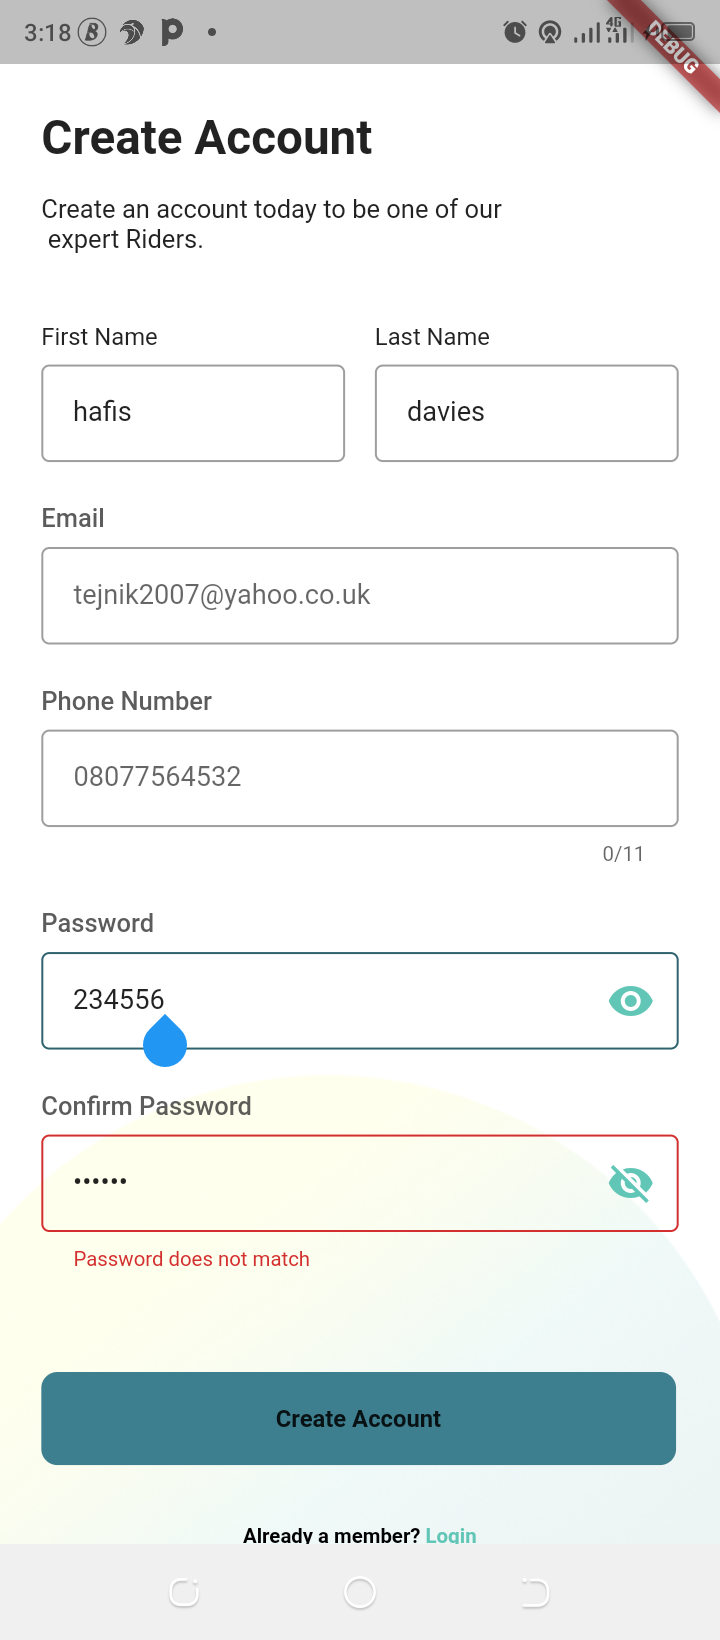 3:18
4G
DEBUG
Create Account
Create an account today to be one of our
expert Riders.
First Name
Last Name
hafis
davies
Email
tejnik2007@yahoo.co.uk
Phone Number
08077564532
0/11
Password
234556
Confirm Password
••••••
Password does not match
Create Account
Already a member? Login